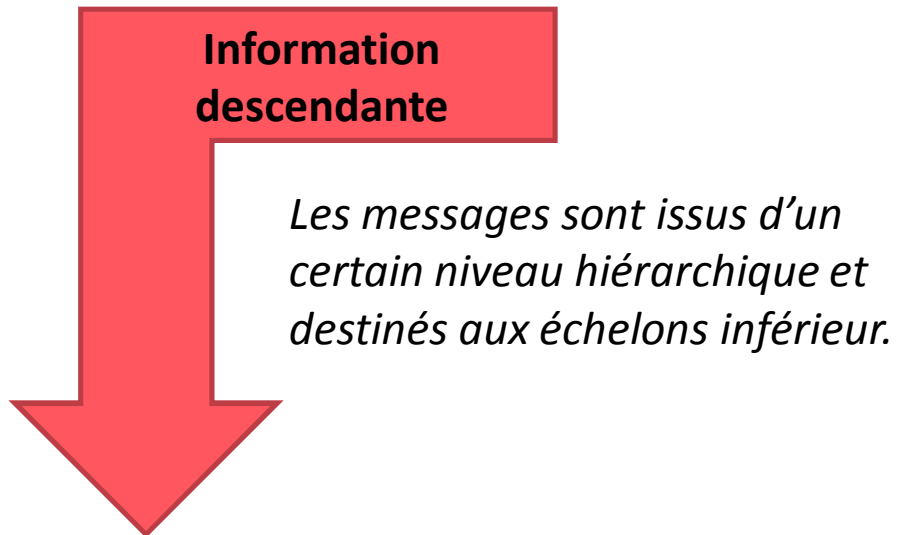 Information
descendante
Les messages sont issus d’un
certain niveau hiérarchique et
destinés aux échelons inférieur.